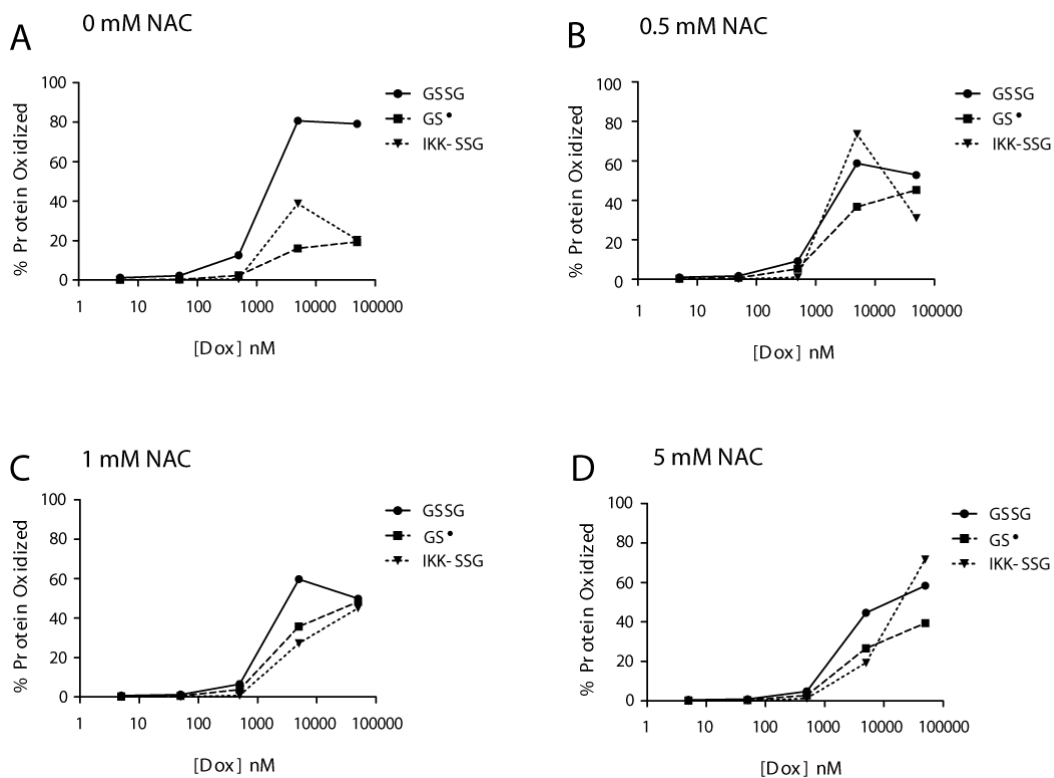 A
0 mM NAC
% Protein Oxidized
100
80
60
40
20
0
1
10
100
1000
10000
100000
[Dox] nM
GSSG
GS•
IKK-SSG
B
0.5 mM NAC
% Protein Oxidized
100
80
60
40
20
0
1
10
100
1000
10000
100000
[Dox] nM
GSSG
GS•
IKK-SSG
C
1 mM NAC
% Protein Oxidized
100
80
60
40
20
0
1
10
100
1000
10000
100000
[Dox] nM
GSSG
GS•
IKK-SSG
D
5 mM NAC
% Protein Oxidized
100
80
60
40
20
0
1
10
100
1000
10000
100000
[Dox] nM
GSSG
GS•
IKK-SSG